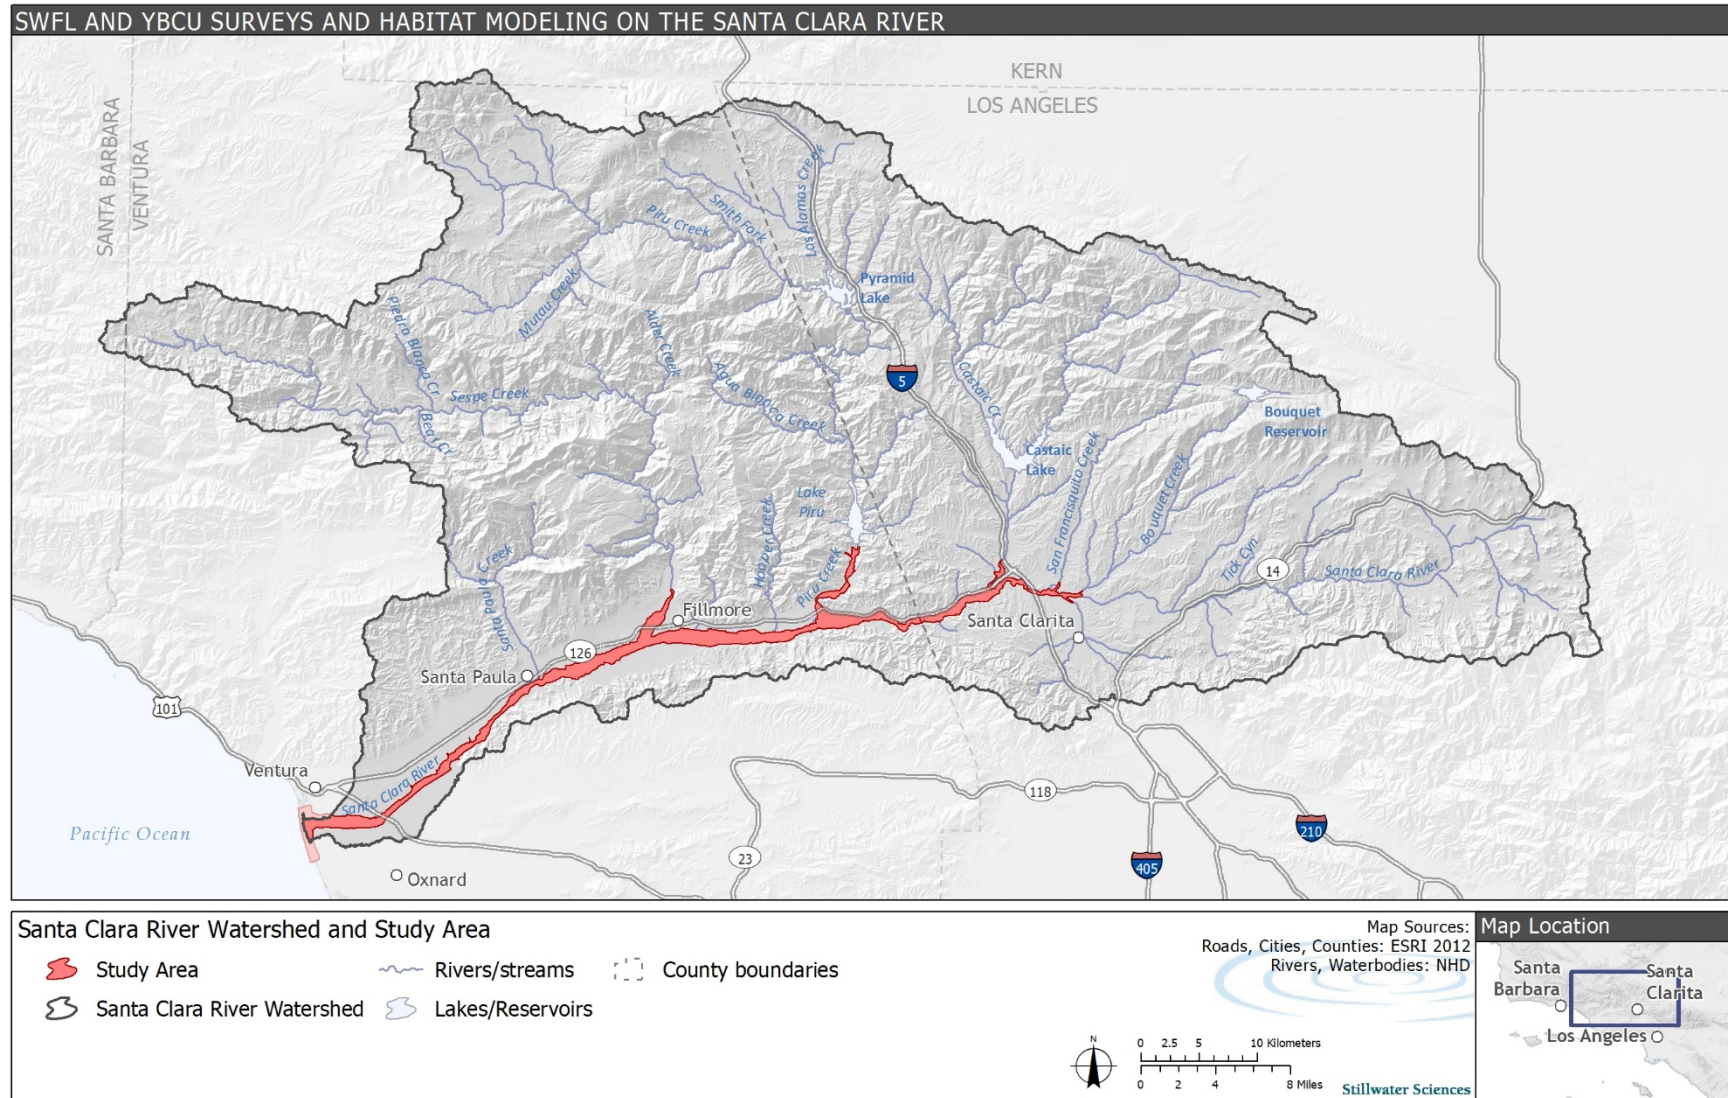 SWFL AND YBCU SURVEYS AND HABITAT MODELING ON THE SANTA CLARA RIVER
KERN
LOS ANGELES
SANTA BARBARA
VENTURA
Los Alamas Creek
Smith Fork
Piru Creek
Pyramid
Lake
Mutau Creek
Piedra Blanca Cr
Alder Creek
Sespe Creek
Bear Cr
Agua Blanca Creek
5
Castaic Cr
Bouquet
Reservoir
Castaic
Lake
San Francisquito Creek
Bouquet Creek
Lake
Piru
Hopper Creek
Piru Creek
Santa Paula Creek
Tick Cyn
14
Santa Clara River
Fillmore
Santa Clarita
126
Santa Paula
101
Ventura
Santa Clara River
118
Pacific Ocean
23
210
405
Oxnard
Santa Clara River Watershed and Study Area
Study Area
Rivers/streams
County boundaries
Santa Clara River Watershed
Lakes/Reservoirs
Map Sources:
Roads, Cities, Counties: ESRI 2012
Rivers, Waterbodies: NHD
N
0 2.5 5 10 Kilometers
0 2 4 8 Miles
Stillwater Sciences
Map Location
Santa
Barbara
Santa
Clarita
Los Angeles